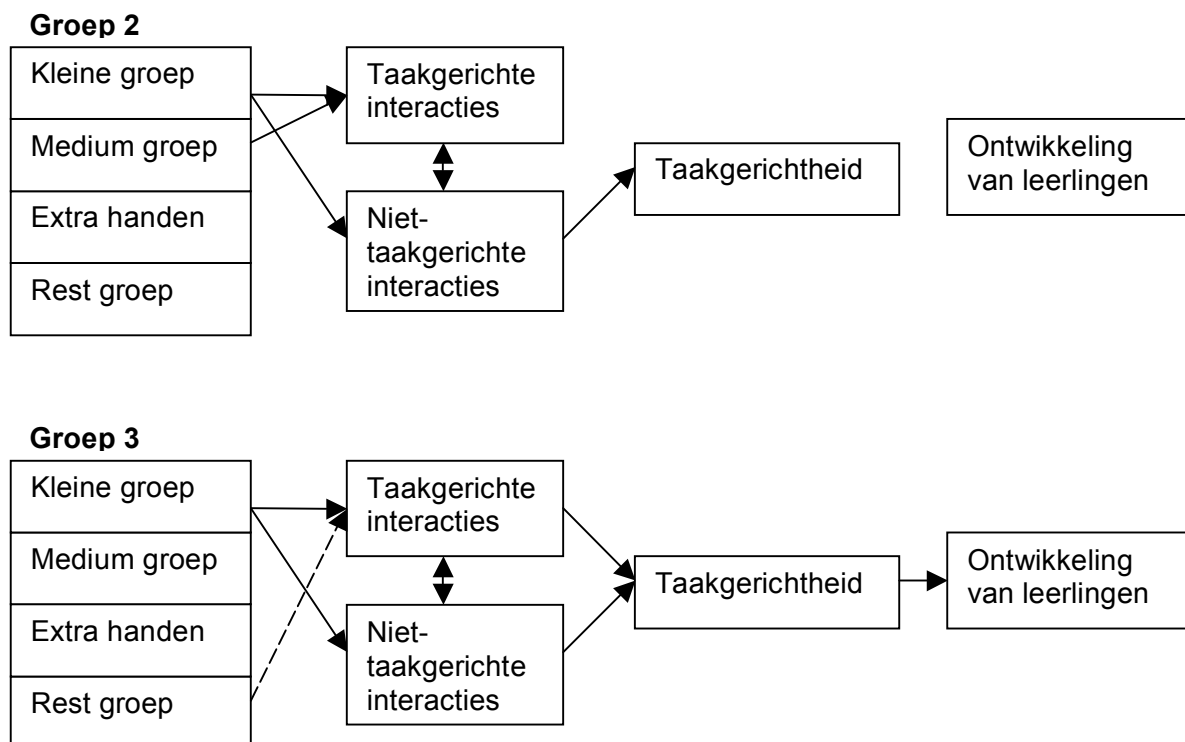 Groep 2
Kleine groep
Medium groep
Extra handen
Rest groep
Taakgerichte
interacties
Niet-
taakgerichte
interacties
Taakgerichtheid
Ontwikkeling
van leerlingen
Groep 3
Kleine groep
Medium groep
Extra handen
Rest groep
Taakgerichte
interacties
Niet-
taakgerichte
interacties
Taakgerichtheid
Ontwikkeling
van leerlingen